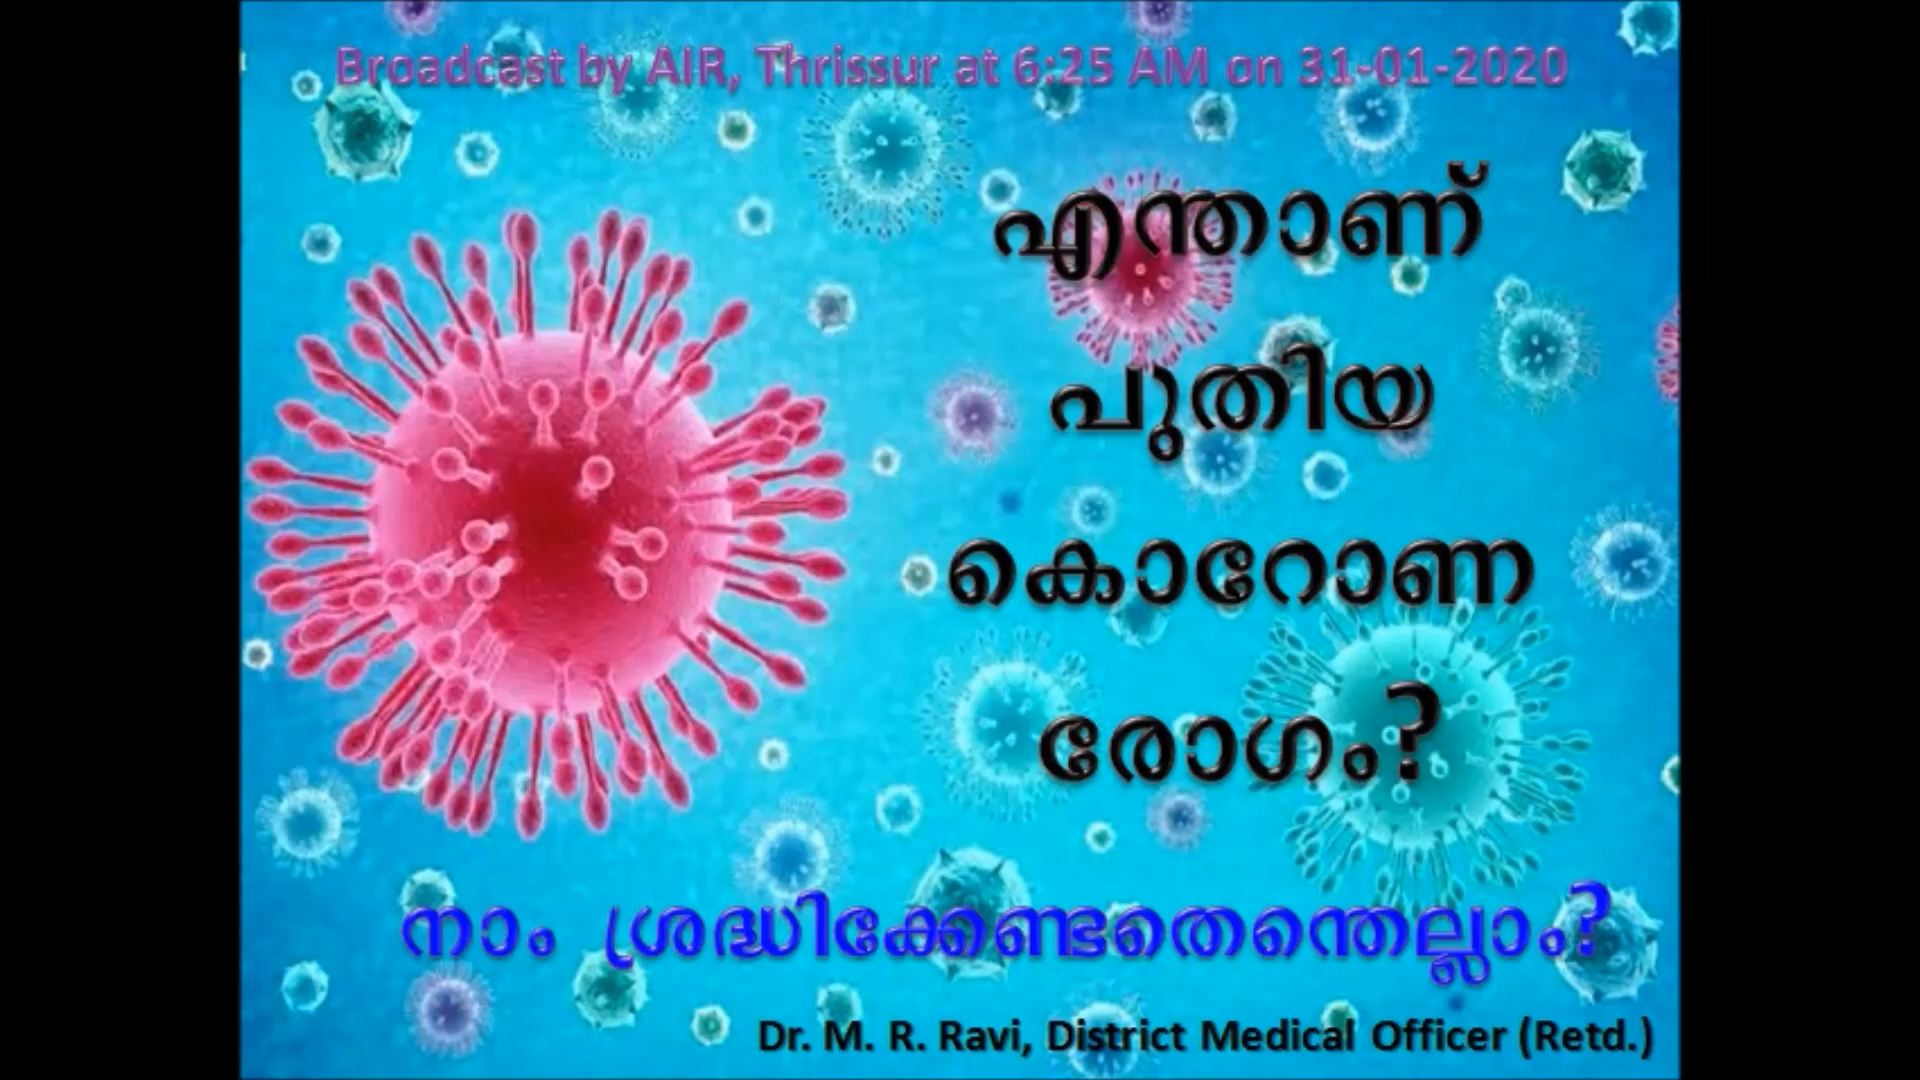 Broadcast by AIR, Thrissur at 6:25 AM on 31-01-2020
എന്താണ്
പുതിയ
കൊറോണ
രോഗം?
നാം ശ്രദ്ധിക്കേണ്ടതെന്തെല്ലാം?
Dr. M. R. Ravi, District Medical Officer (Retd.)